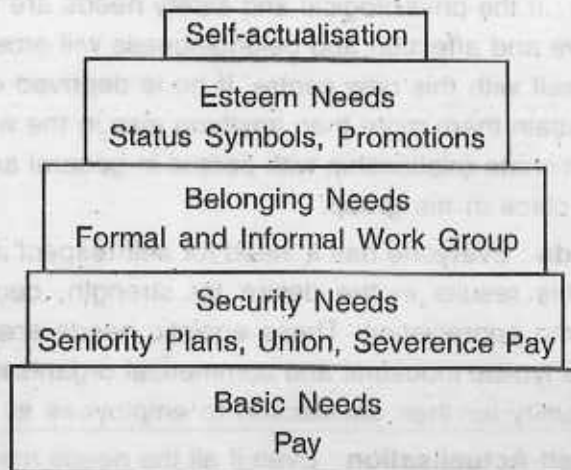 Self-actualisation
Esteem Needs
Status Symbols, Promotions
Belonging Needs
Formal and Informal Work Group
Security Needs
Seniority Plans, Union, Severence Pay
Basic Needs
Pay